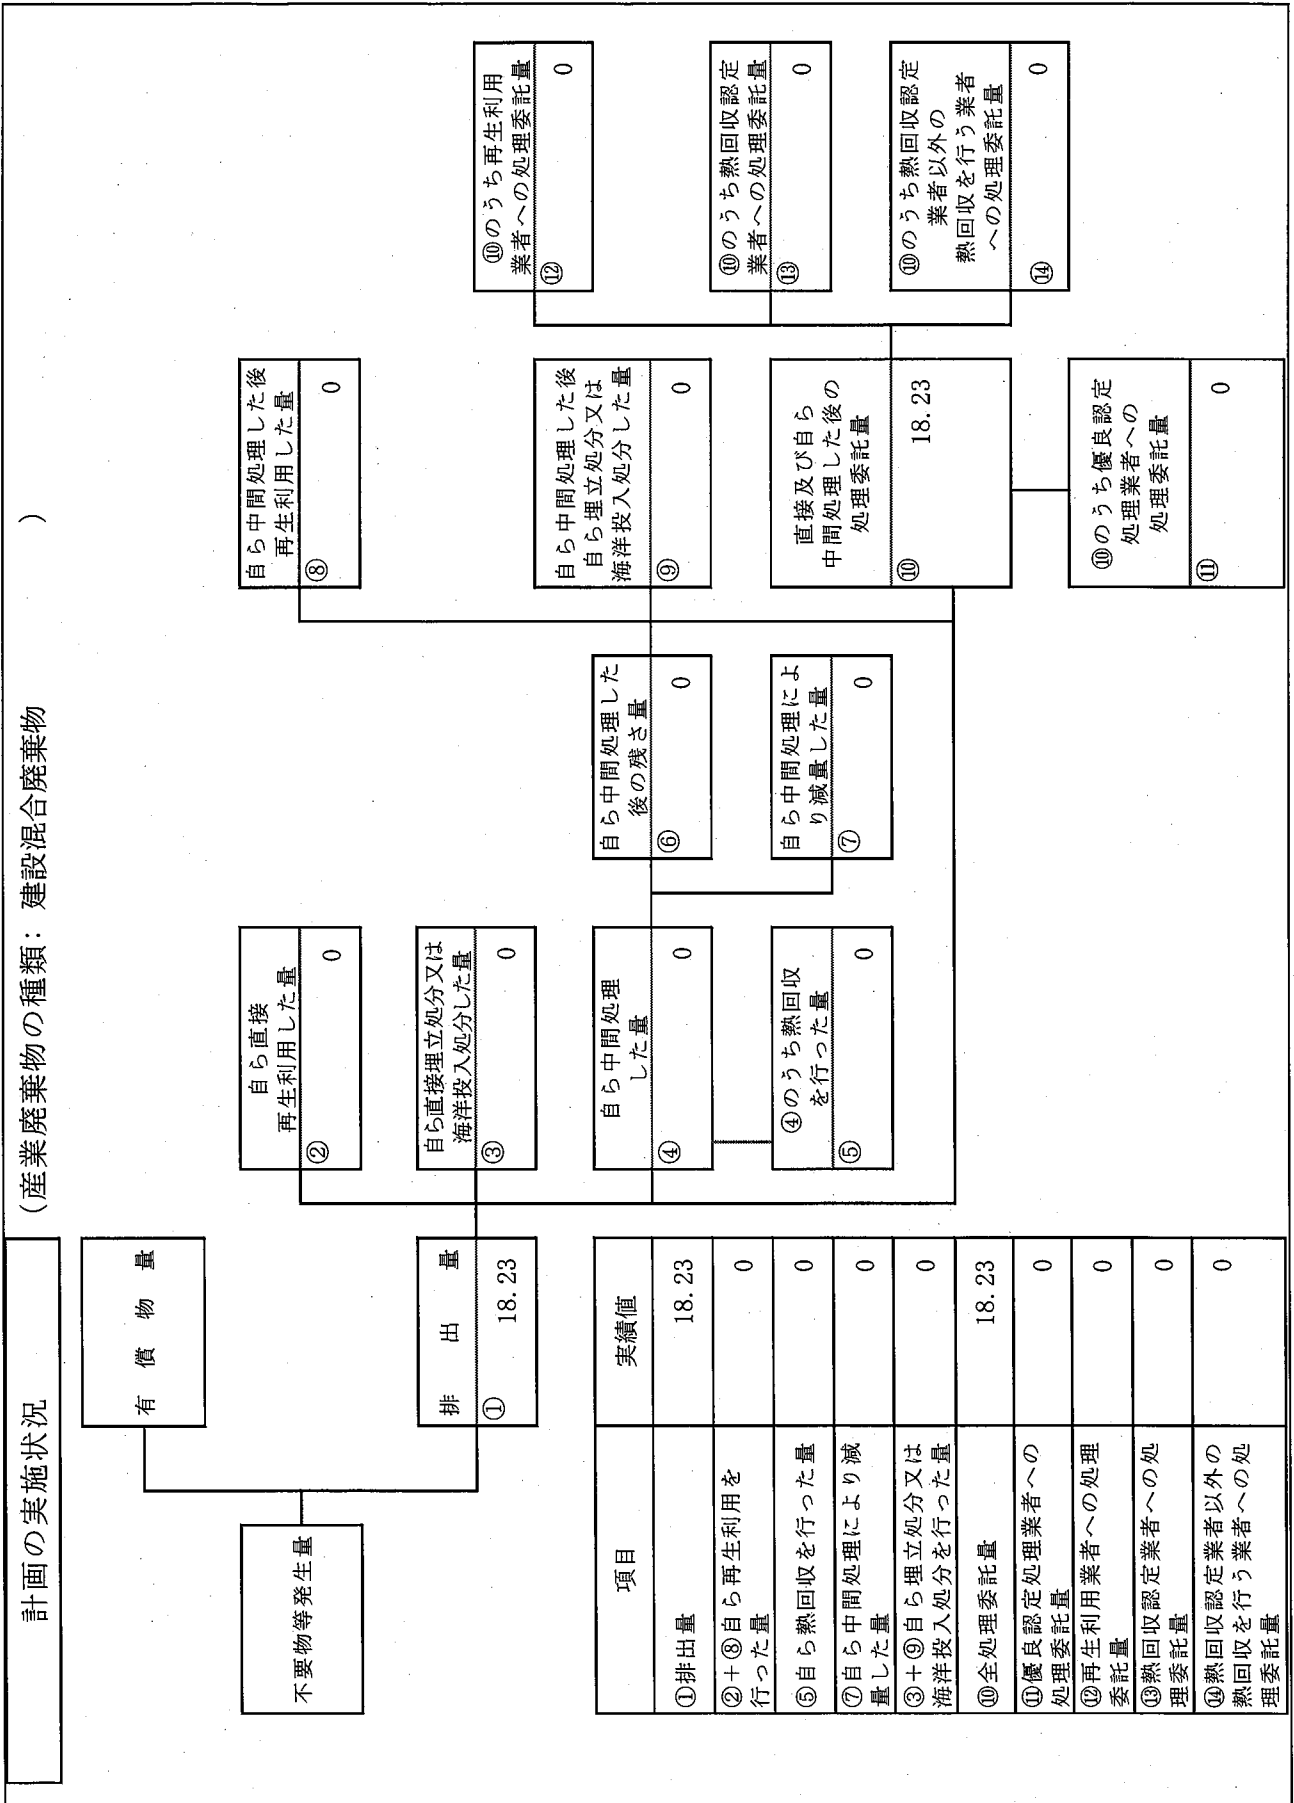 計画の実施状況
(産業廃棄物の種類：建設混合廃棄物
)
有償物量
不要物等発生量
排出量
①
18.23
自ら直接
再生利用した量
②
0
自ら直接埋立処分又は
海洋投入処分した量
③
0
自ら中間処理
した量
④
0
④のうち熱回収
を行った量
⑤
0
自ら中間処理した
後の残さ量
⑥
0
自ら中間処理によ
り減量した量
⑦
0
自ら中間処理した後
再生利用した量
⑧
0
自ら中間処理した後
自ら埋立処分又は
海洋投入処分した量
⑨
0
直接及び自ら
中間処理した後の
処理委託量
⑩
18.23
⑩のうち優良認定
処理業者への
処理委託量
⑪
0
⑩のうち再生利用
業者への処理委託量
⑫
0
⑩のうち熱回収認定
業者への処理委託量
⑬
0
⑩のうち熱回収認定
業者以外の
熱回収を行う業者
への処理委託量
⑭
0
項目
実績値
①排出量
18.23
②＋⑧自ら再生利用を
行った量
0
⑤自ら熱回収を行った量
0
⑦自ら中間処理により減
量した量
0
③＋⑨自ら埋立処分又は
海洋投入処分を行った量
0
⑩全処理委託量
18.23
⑪優良認定処理業者への
処理委託量
0
⑫再生利用業者への処理
委託量
0
⑬熱回収認定業者への処
理委託量
0
⑭熱回収認定業者以外の
熱回収を行う業者への処
理委託量
0